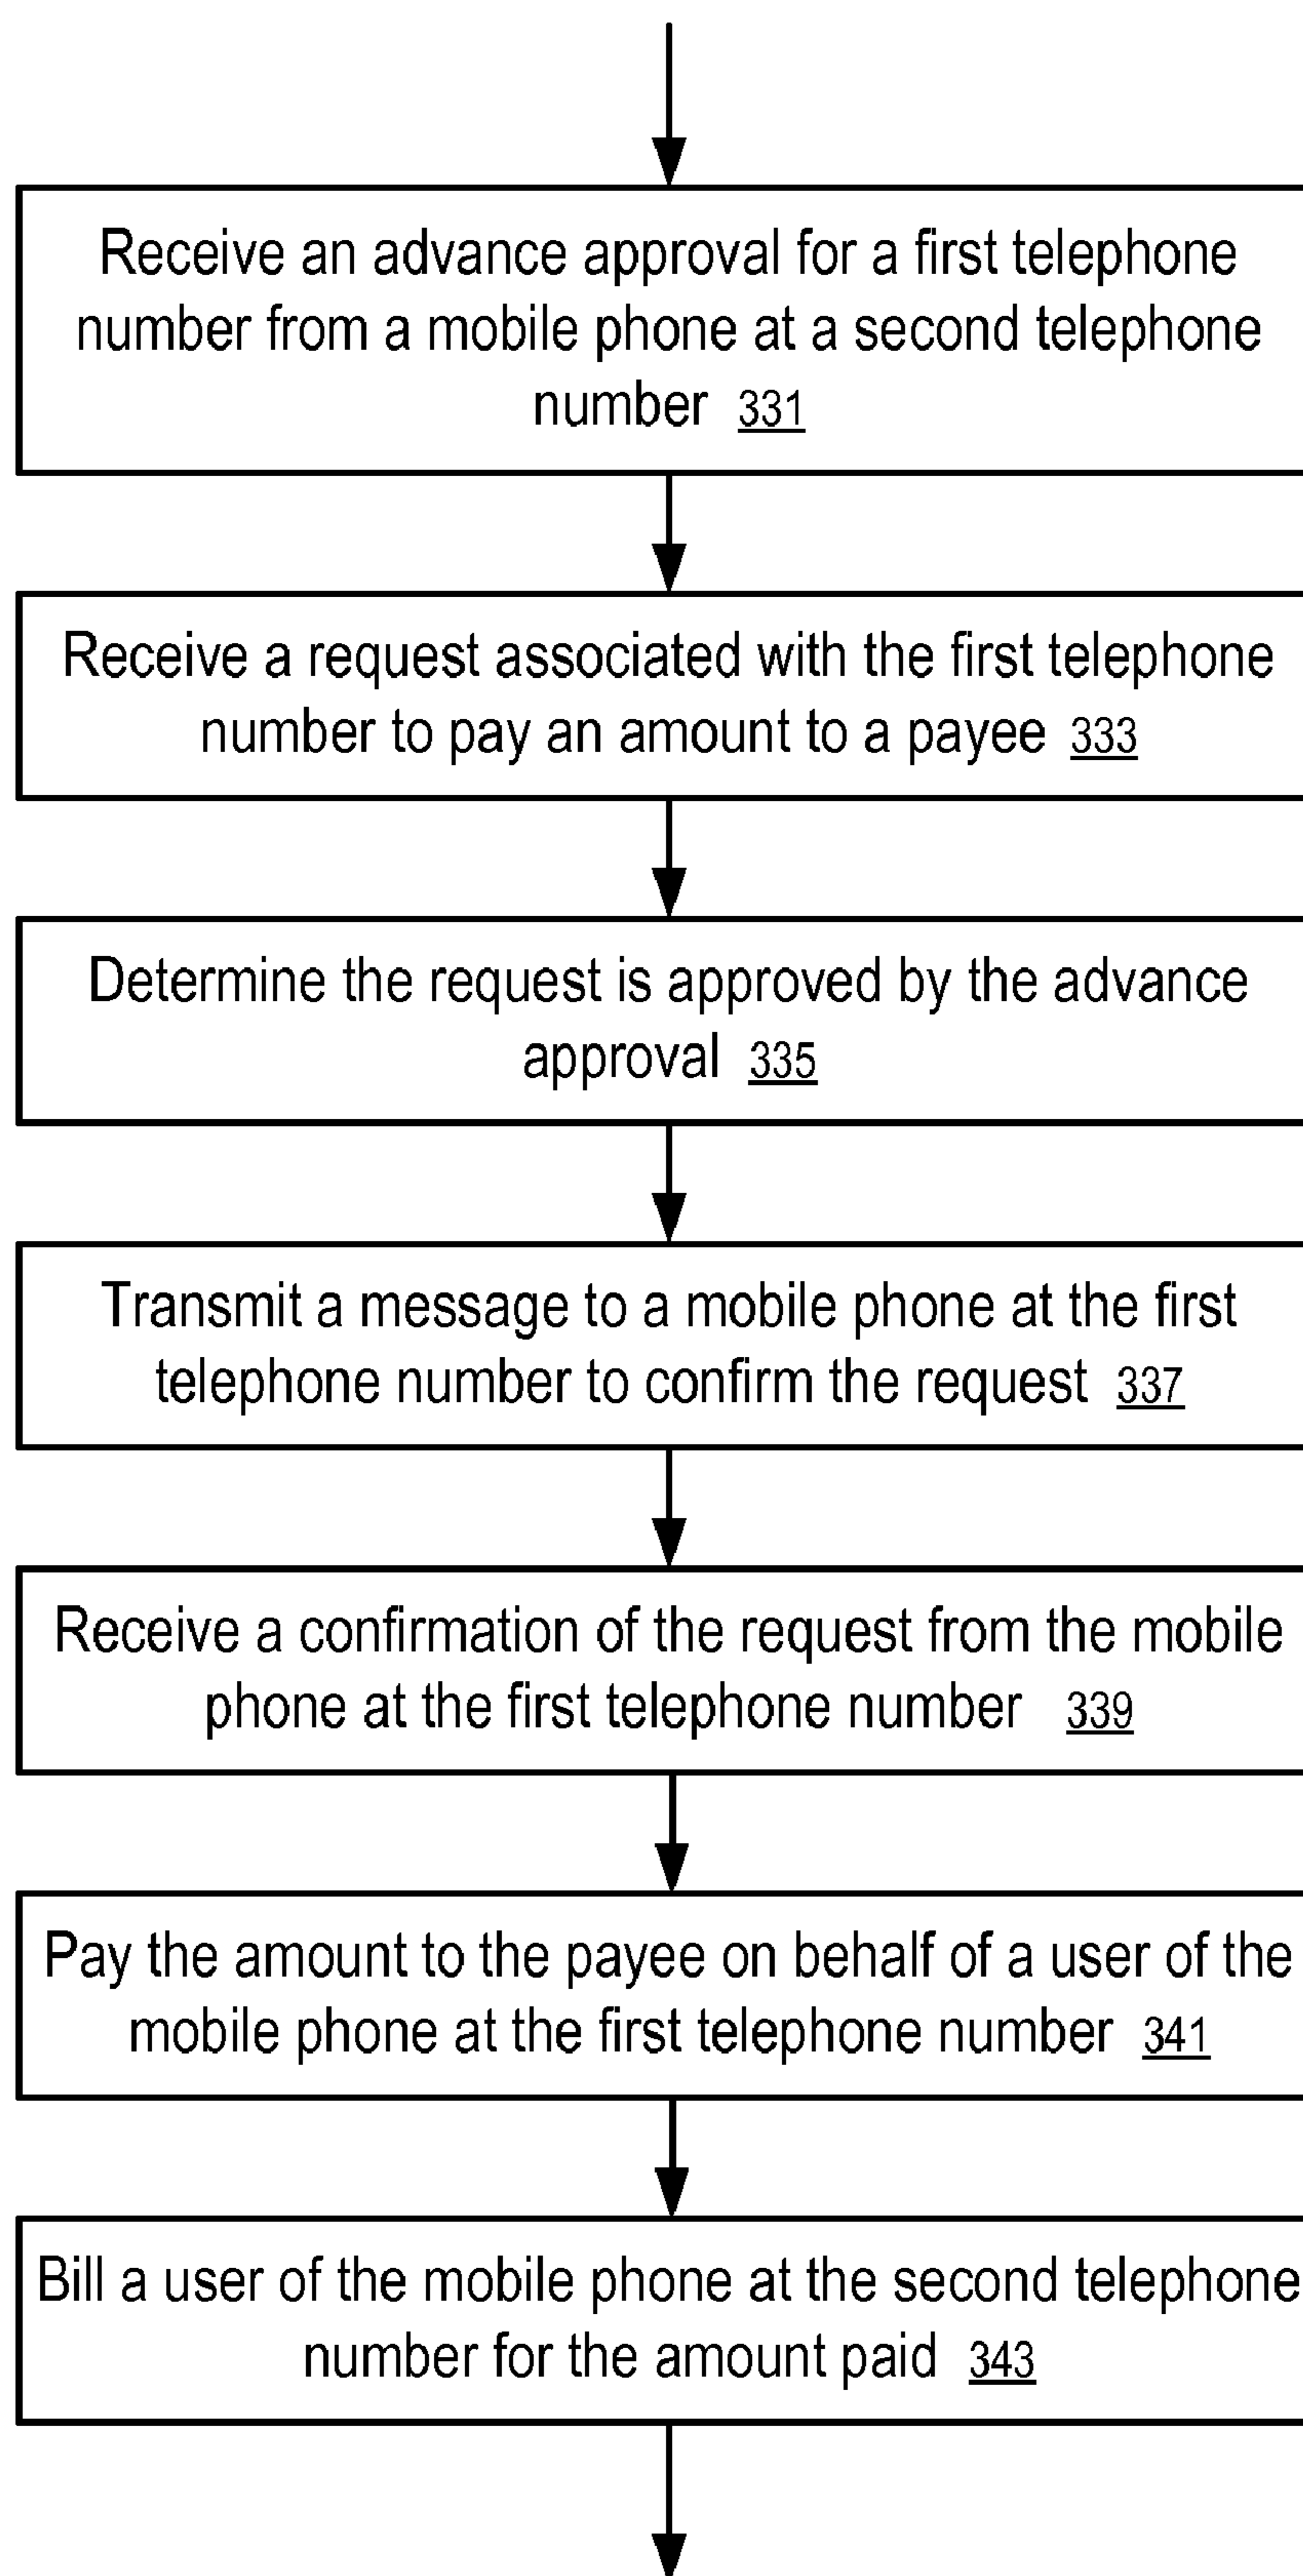 Receive an advance approval for a first telephone
number from a mobile phone at a second telephone
number 331
Receive a request associated with the first telephone
number to pay an amount to a payee 333
Determine the request is approved by the advance
approval 335
Transmit a message to a mobile phone at the first
telephone number to confirm the request 337
Receive a confirmation of the request from the mobile
phone at the first telephone number 339
Pay the amount to the payee on behalf of a user of the
mobile phone at the first telephone number 341
Bill a user of the mobile phone at the second telephone
number for the amount paid 343